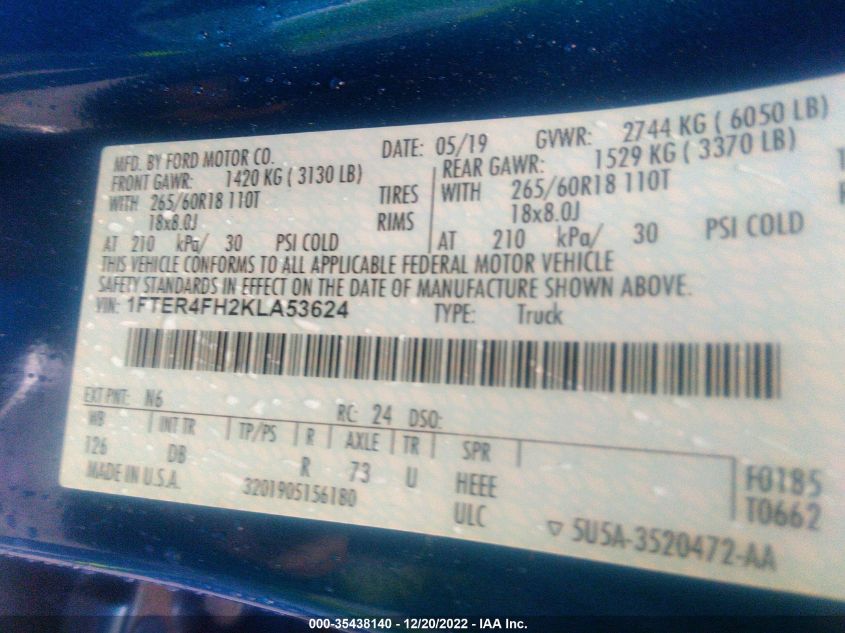 MFD. BY FORD MOTOR CO. DATE: 05/19 GVWR: 2744 KG ( 6050 LB)
FRONT GAWR: 1420 KG ( 3130 LB) REAR GAWR: 1529 KG ( 3370 LB)
WITH 265/60R18 110T TIRES WITH 265/60R18 110T
18x8.0J RIMS 18x8.0J
AT 210 kPa/ 30 PSI COLD AT 210 kPa/ 30 PSI COLD
THIS VEHICLE CONFORMS TO ALL APPLICABLE FEDERAL MOTOR VEHICLE
SAFETY STANDARDS IN EFFECT ON THE DATE OF MANUFACTURE SHOWN ABOVE.
VIN: 1FTER4FH2KLA53624 TYPE: Truck
EXT PNT: N6 RC: 24 DSO:
WB INT TR TP/PS R AXLE TR SPR
126 DB R 73 U HEEE F0185
MADE IN U.S.A. 3201905156180 ULC T0662
5U5A-3520472-AA
000-35438140 - 12/20/2022 - IAA Inc.